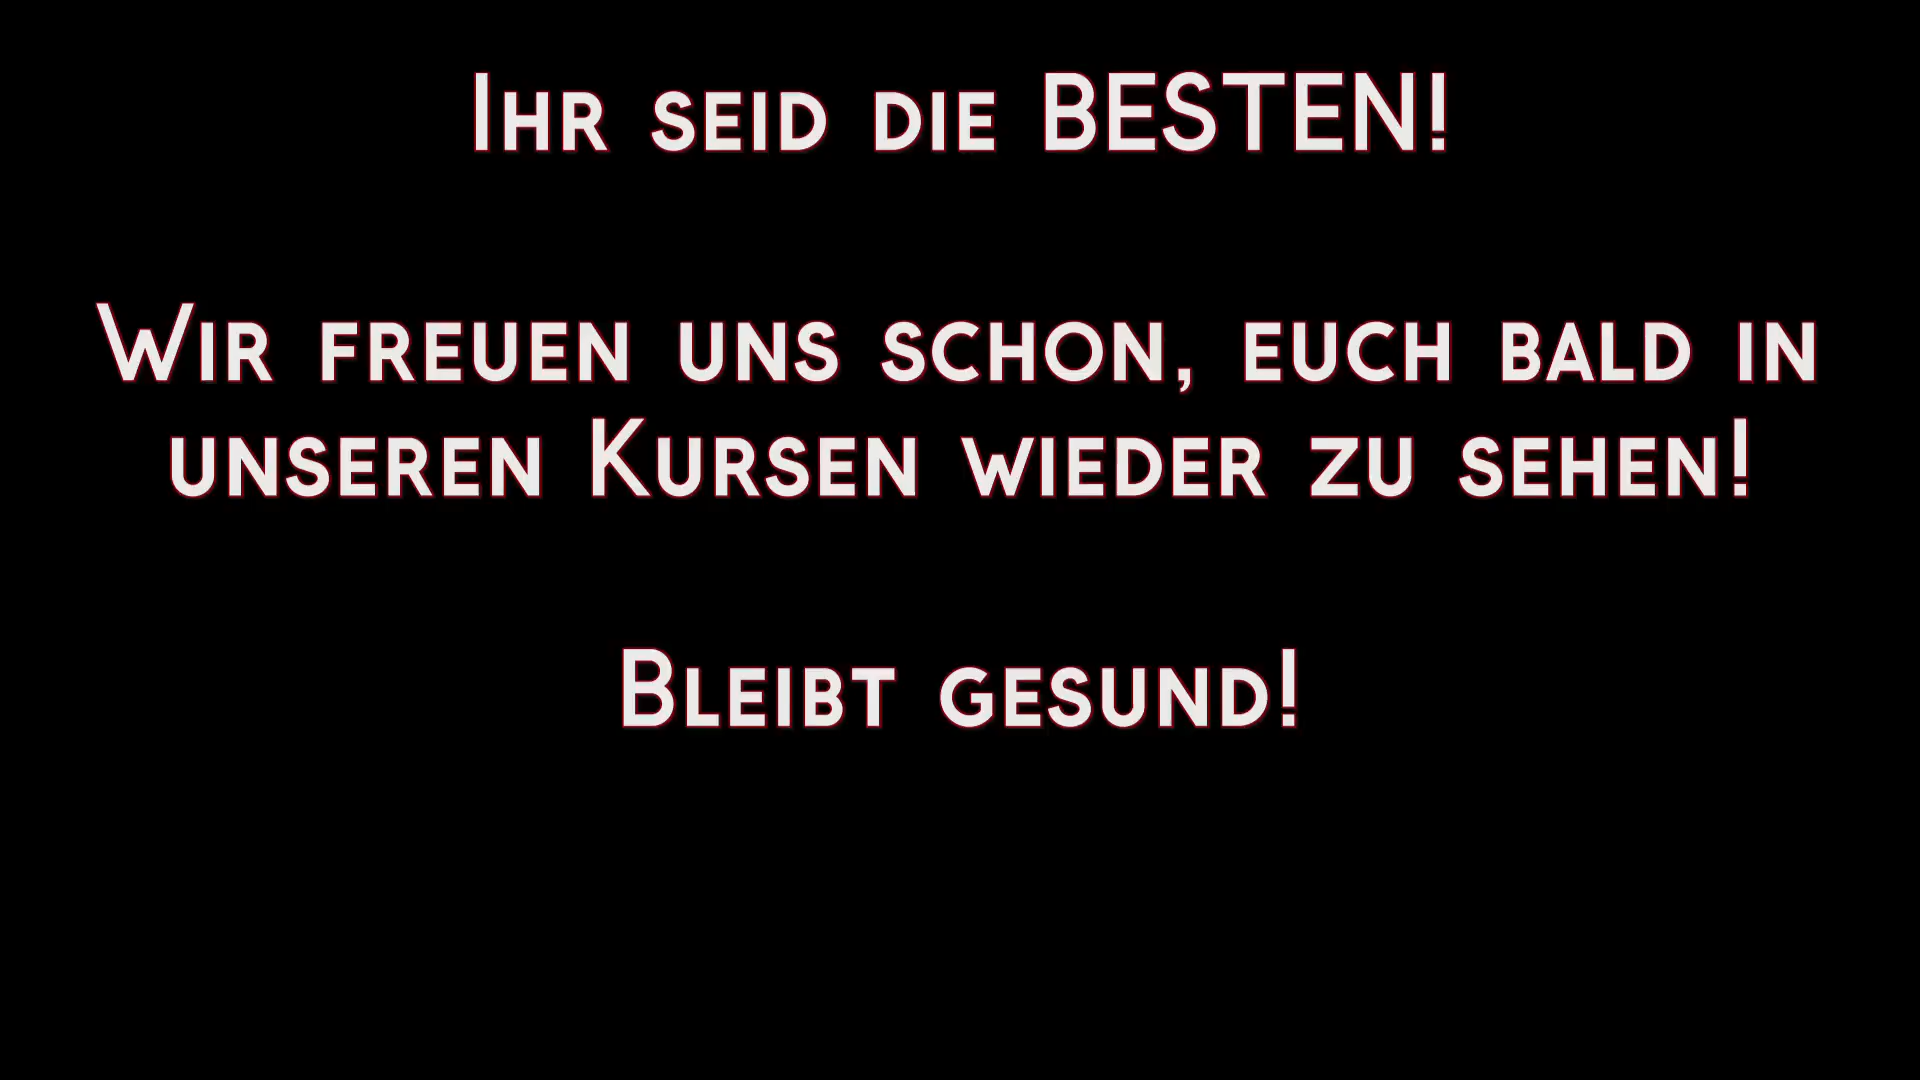 Ihr seid die BESTEN!
Wir freuen uns schon, euch bald in
unseren Kursen wieder zu sehen!
Bleibt gesund!